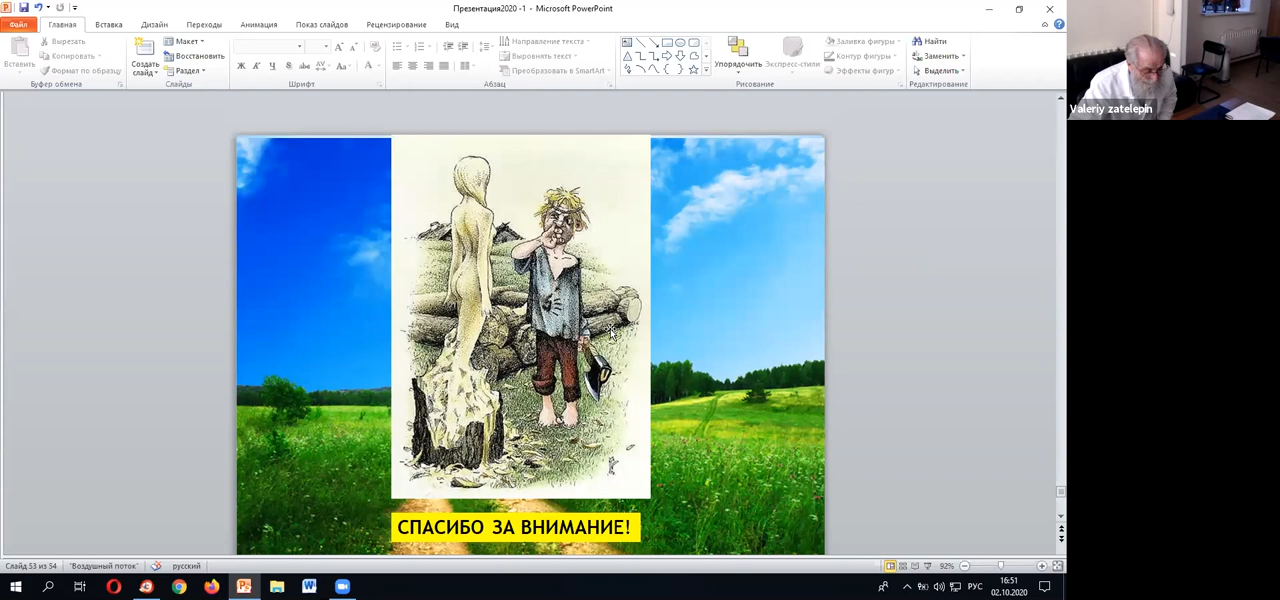 Презентация2020 -1 - Microsoft PowerPoint
Файл Главная Вставка Дизайн Переходы Анимация Показ слайдов Рецензирование Вид
Вставить
Вырезать
Копировать
Формат по образцу
Буфер обмена
Создать слайд
Макет
Восстановить
Раздел
Слайды
Ж К Ч S abc AV Aa A
Шрифт
Направление текста
Выровнять текст
Преобразовать в SmartArt
Абзац
Упорядочить
Экспресс-стили
Заливка фигуры
Контур фигуры
Эффекты фигур
Рисование
Найти
Заменить
Выделить
Редактирование
Valeriy zatelepin
СПАСИБО ЗА ВНИМАНИЕ!
Слайд 53 из 54 "Воздушный поток" русский 92%
РУС 16:51
02.10.2020